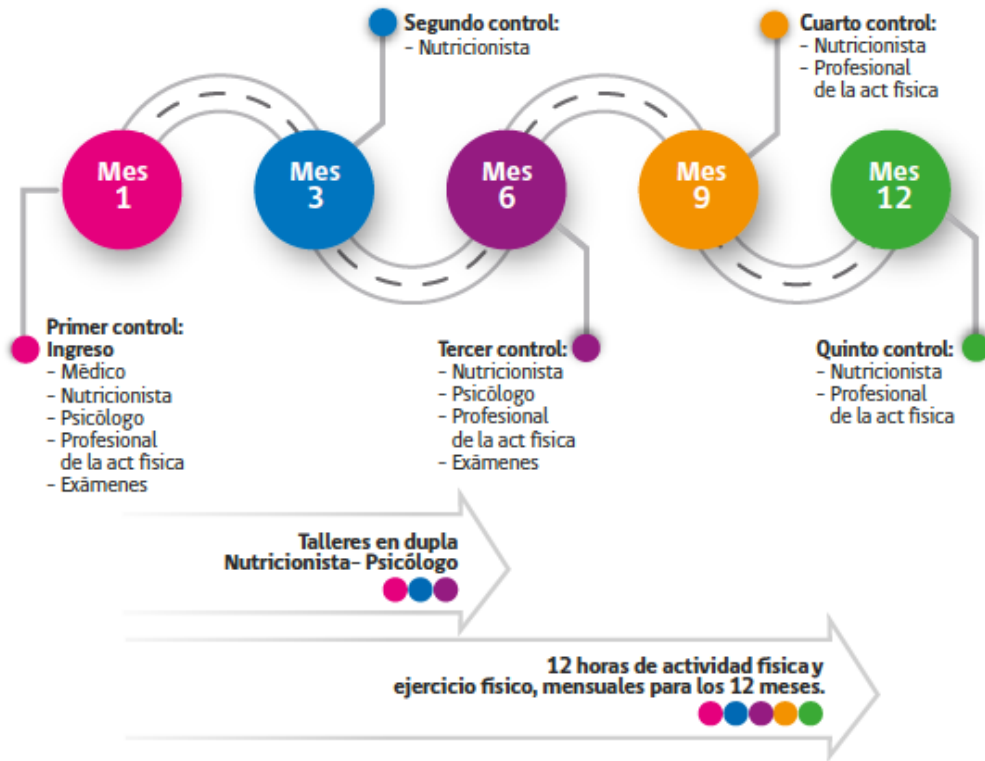 Segundo control:
- Nutricionista
Cuarto control:
- Nutricionista
- Profesional
de la act física
Mes
1
Mes
3
Mes
6
Mes
9
Mes
12
Primer control:
Ingreso
- Médico
- Nutricionista
- Psicólogo
- Profesional
de la act física
- Exámenes
Tercer control:
- Nutricionista
- Psicólogo
- Profesional
de la act física
- Exámenes
Quinto control:
- Nutricionista
- Profesional
de la act física
Talleres en dupla
Nutricionista- Psicólogo
12 horas de actividad física y
ejercicio físico, mensuales para los 12 meses.